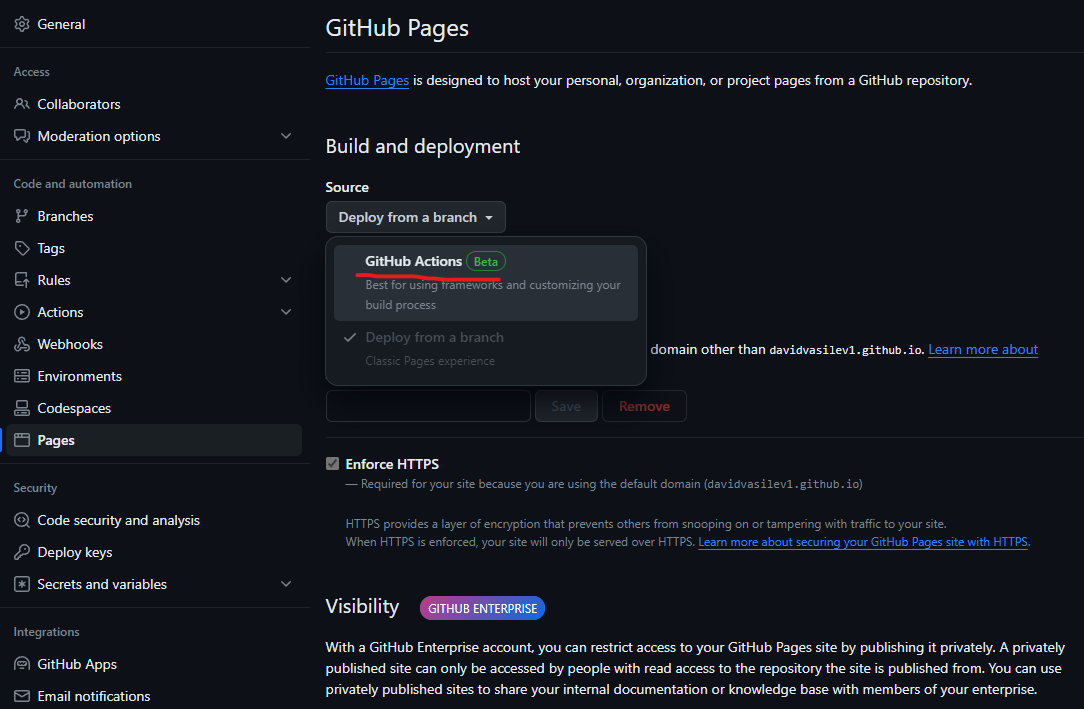 General
Access
Collaborators
Moderation options
Code and automation
Branches
Tags
Rules
Actions
Webhooks
Environments
Codespaces
Pages
Security
Code security and analysis
Deploy keys
Secrets and variables
Integrations
GitHub Apps
Email notifications
GitHub Pages
GitHub Pages is designed to host your personal, organization, or project pages from a GitHub repository.
Build and deployment
Source
Deploy from a branch
GitHub Actions Beta
Best for using frameworks and customizing your
build process
Deploy from a branch
Classic Pages experience
domain other than davidvasilev1.github.io. Learn more about
Save
Remove
Enforce HTTPS
— Required for your site because you are using the default domain (davidvasilev1.github.io)
HTTPS provides a layer of encryption that prevents others from snooping on or tampering with traffic to your site.
When HTTPS is enforced, your site will only be served over HTTPS. Learn more about securing your GitHub Pages site with HTTPS.
Visibility GITHUB ENTERPRISE
With a GitHub Enterprise account, you can restrict access to your GitHub Pages site by publishing it privately. A privately
published site can only be accessed by people with read access to the repository the site is published from. You can use
privately published sites to share your internal documentation or knowledge base with members of your enterprise.